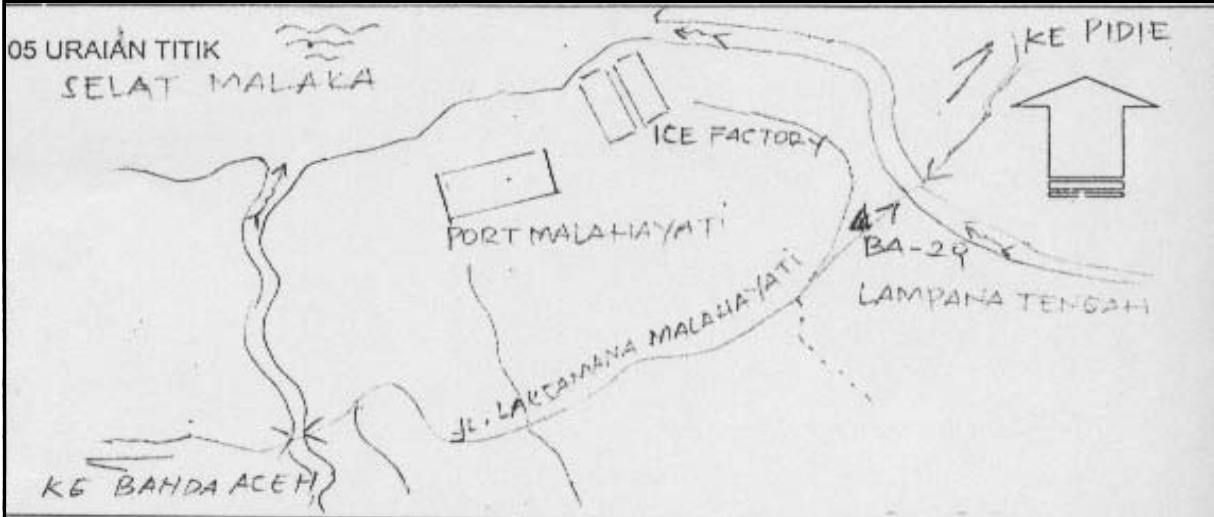 05 URAIAN TITIK
SELAT MALAKA
KE PIDIE
ICE FACTORY
PORT MALAHAYATI
BA-29
LAMPANA TENGAH
JL. LAKSAMANA MALAHAYATI
KE BANDA ACEH